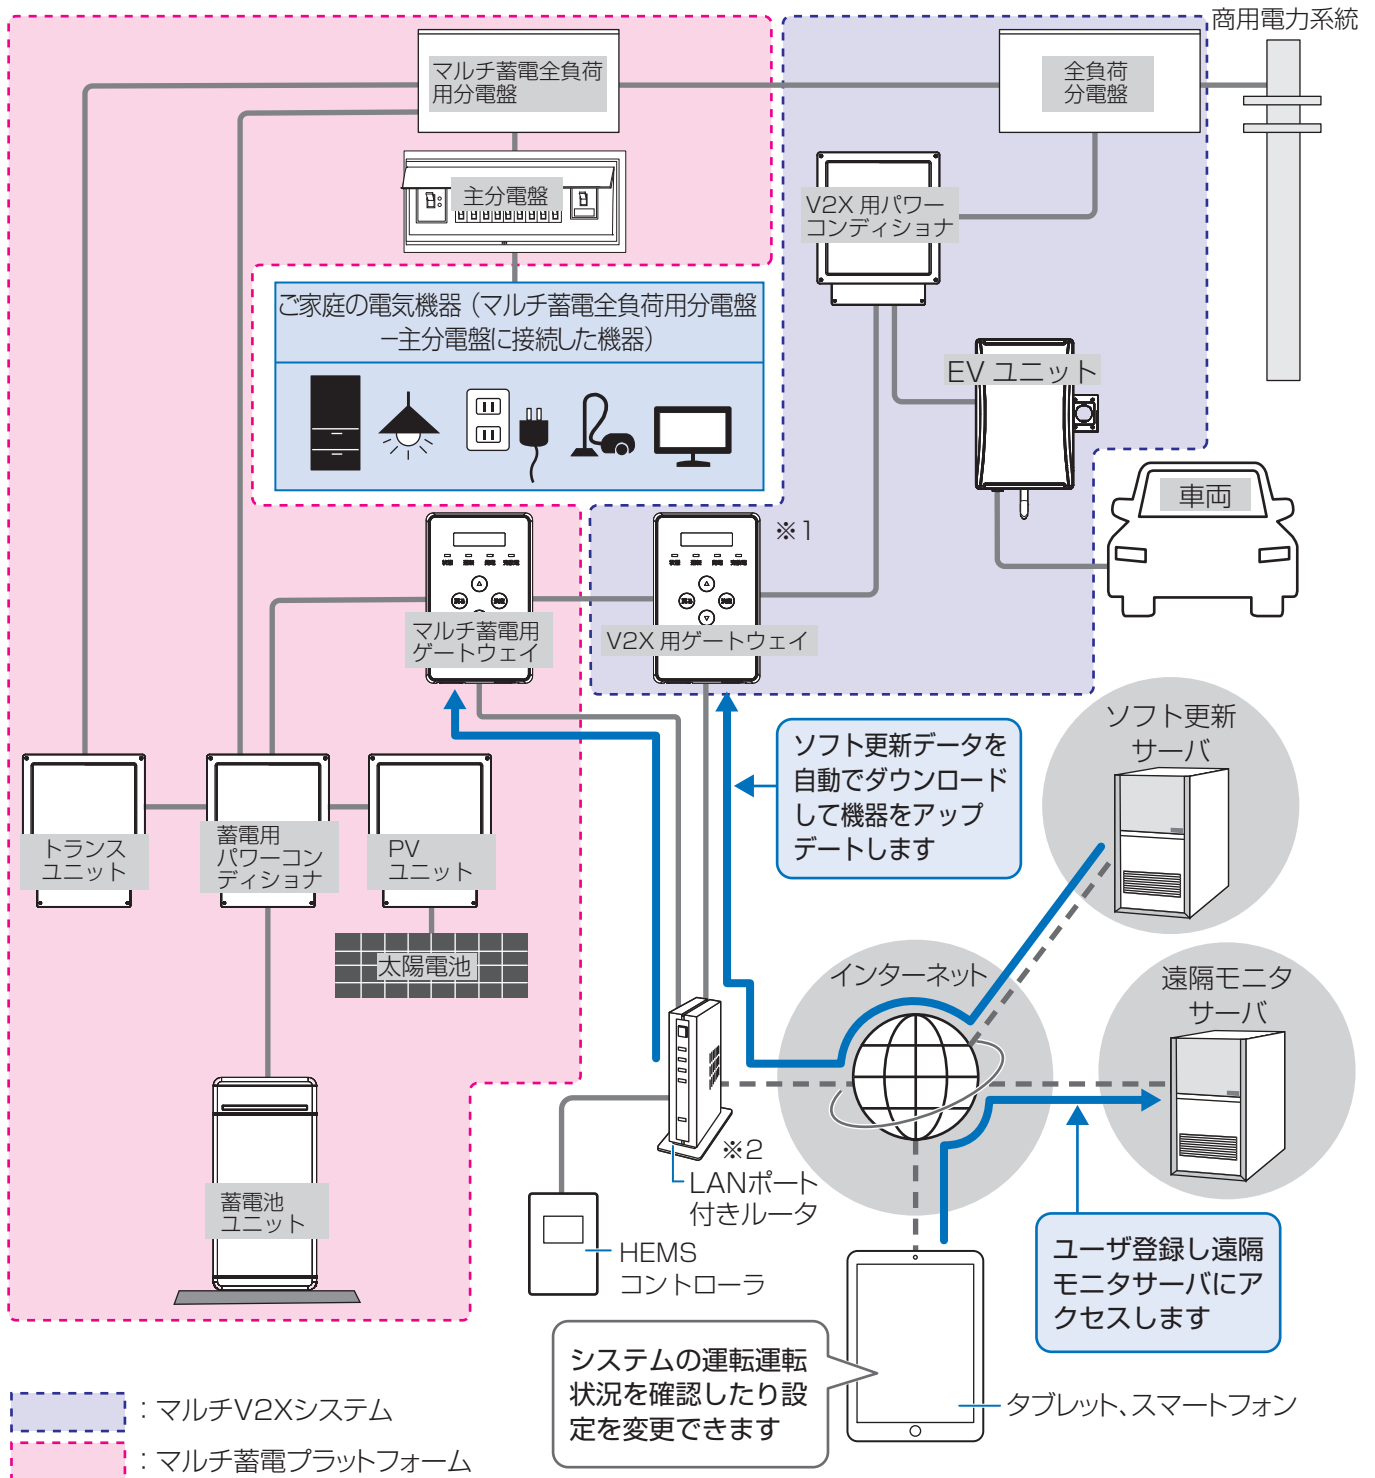 商用電力系統
マルチ蓄電全負荷
用分電盤
全負荷
分電盤
主分電盤
V2X 用パワー
コンディショナ
ご家庭の電気機器（マルチ蓄電全負荷用分電盤
ー主分電盤に接続した機器）
EV ユニット
車両
※1
マルチ蓄電用
ゲートウェイ
V2X 用ゲートウェイ
ソフト更新
サーバ
ソフト更新データを
自動でダウンロード
して機器をアップ
デートします
トランス
ユニット
蓄電用
パワーコン
ディショナ
PV
ユニット
太陽電池
インターネット
遠隔モニタ
サーバ
※2
LANポート
付きルータ
蓄電池
ユニット
HEMS
コントローラ
ユーザ登録し遠隔
モニタサーバにア
クセスします
システムの運転運転
状況を確認したり設
定を変更できます
タブレット、スマートフォン
：マルチV2Xシステム
：マルチ蓄電プラットフォーム